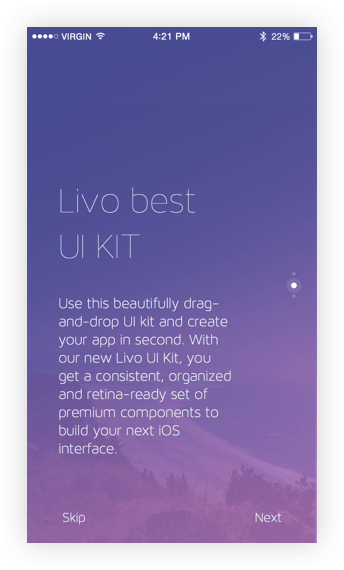 VIRGIN 4:21 PM 22%
Livo best
UI KIT
Use this beautifully drag-
and-drop UI kit and create
your app in second. With
our new Livo UI Kit, you
get a consistent, organized
and retina-ready set of
premium components to
build your next iOS
interface.
Skip Next